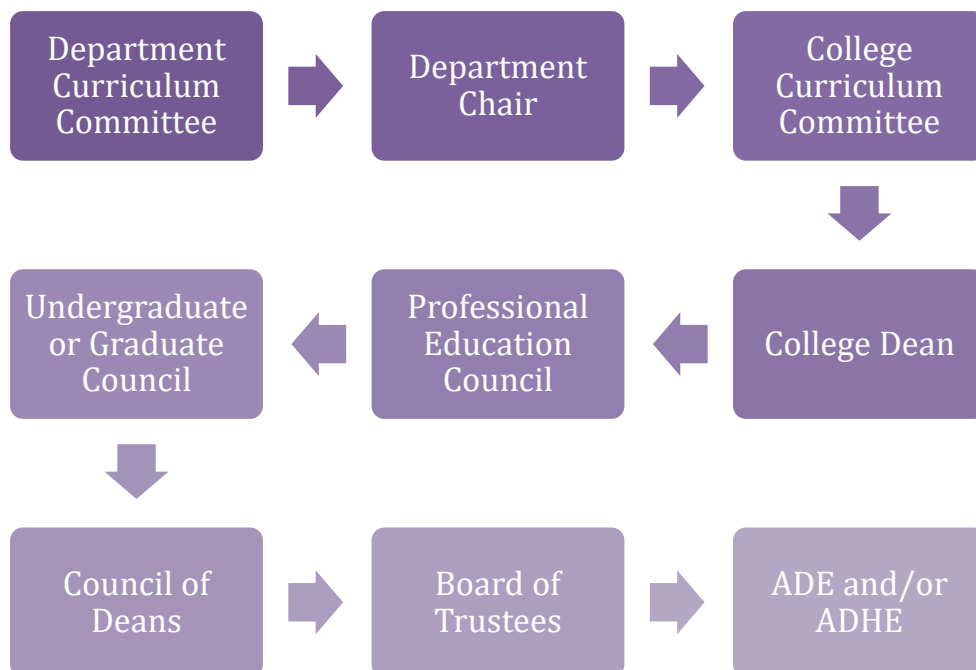 Department
Curriculum
Committee
Department
Chair
College
Curriculum
Committee
College Dean
Professional
Education
Council
Undergraduate
or Graduate
Council
Council of
Deans
Board of
Trustees
ADE and/or
ADHE